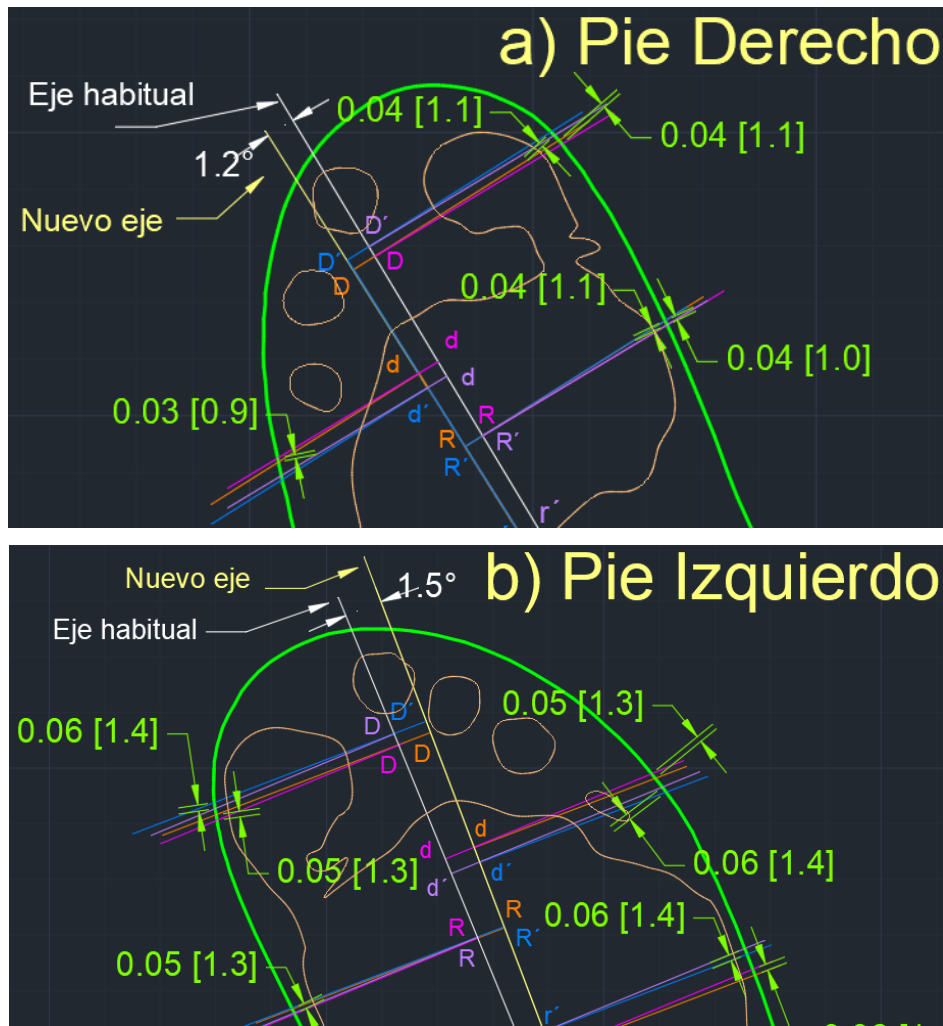 a) Pie Derecho
Eje habitual
0.04 [1.1]
0.04 [1.1]
1.2°
Nuevo eje
D´
D´
D
D
0.04 [1.1]
d
d
d
0.04 [1.0]
d´
0.03 [0.9]
R
R
R´
R´
r´
b) Pie Izquierdo
Nuevo eje
1.5°
Eje habitual
0.05 [1.3]
D´
D
0.06 [1.4]
D
D
d
d
0.05 [1.3]
0.06 [1.4]
d´
d´
R
0.06 [1.4]
R
R´
R
0.05 [1.3]
r´